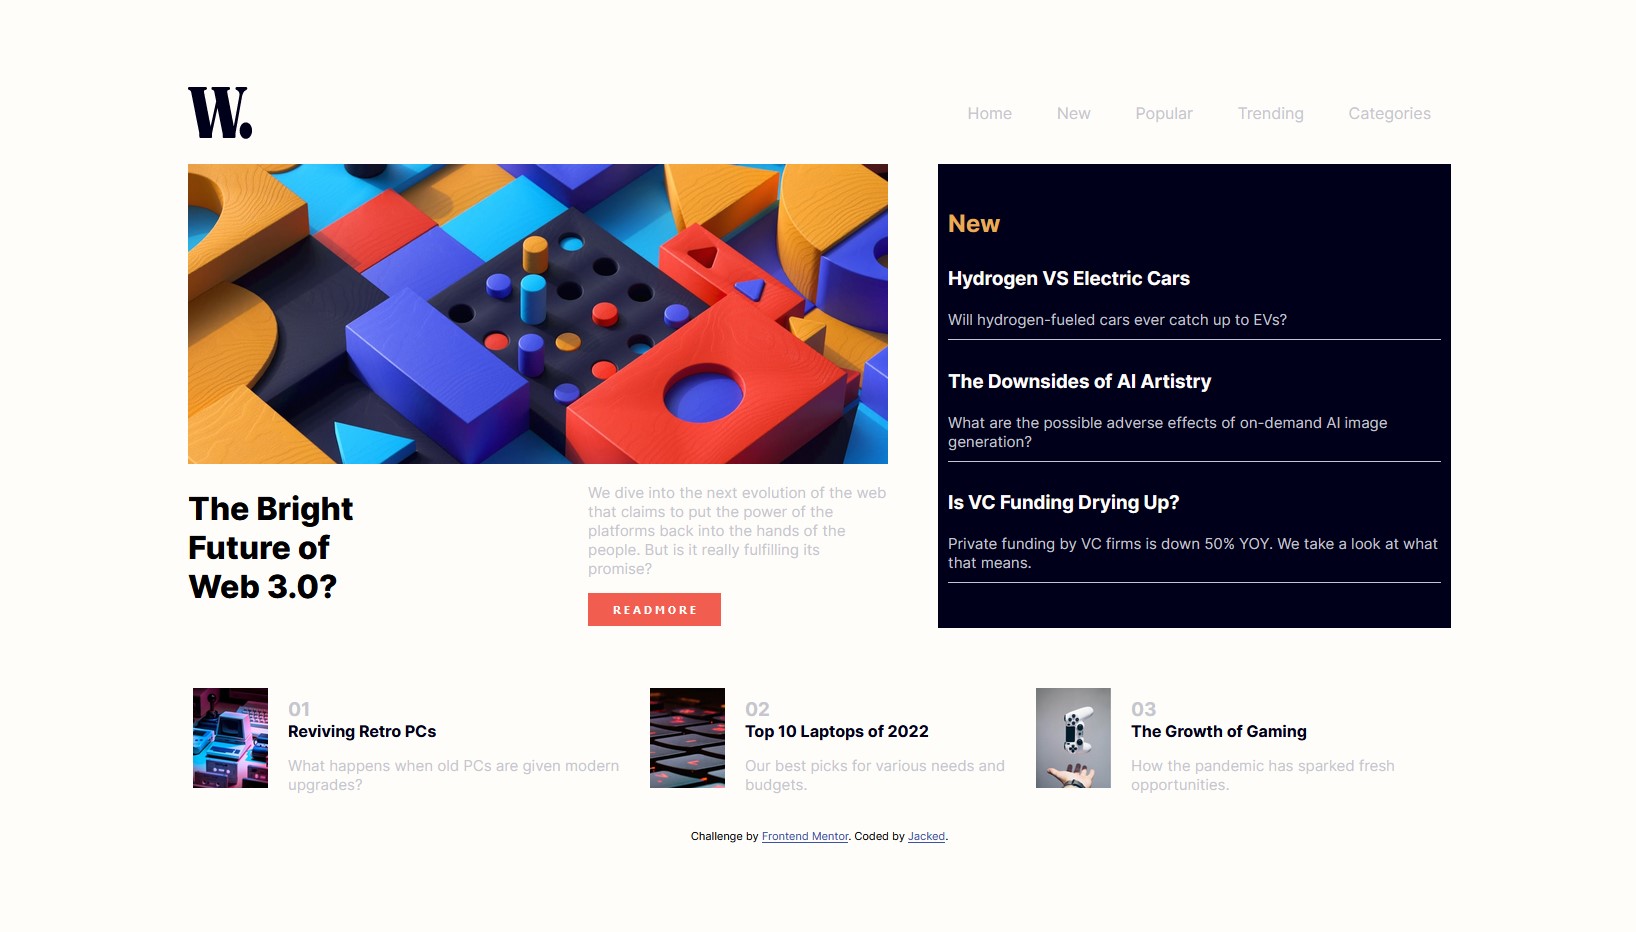 W.
Home New Popular Trending Categories
The Bright
Future of
Web 3.0?
We dive into the next evolution of the web
that claims to put the power of the
platforms back into the hands of the
people. But is it really fulfilling its
promise?
READMORE
New
Hydrogen VS Electric Cars
Will hydrogen-fueled cars ever catch up to EVs?
The Downsides of AI Artistry
What are the possible adverse effects of on-demand AI image
generation?
Is VC Funding Drying Up?
Private funding by VC firms is down 50% YOY. We take a look at what
that means.
01
Reviving Retro PCs
What happens when old PCs are given modern
upgrades?
02
Top 10 Laptops of 2022
Our best picks for various needs and
budgets.
03
The Growth of Gaming
How the pandemic has sparked fresh
opportunities.
Challenge by Frontend Mentor. Coded by Jacked.